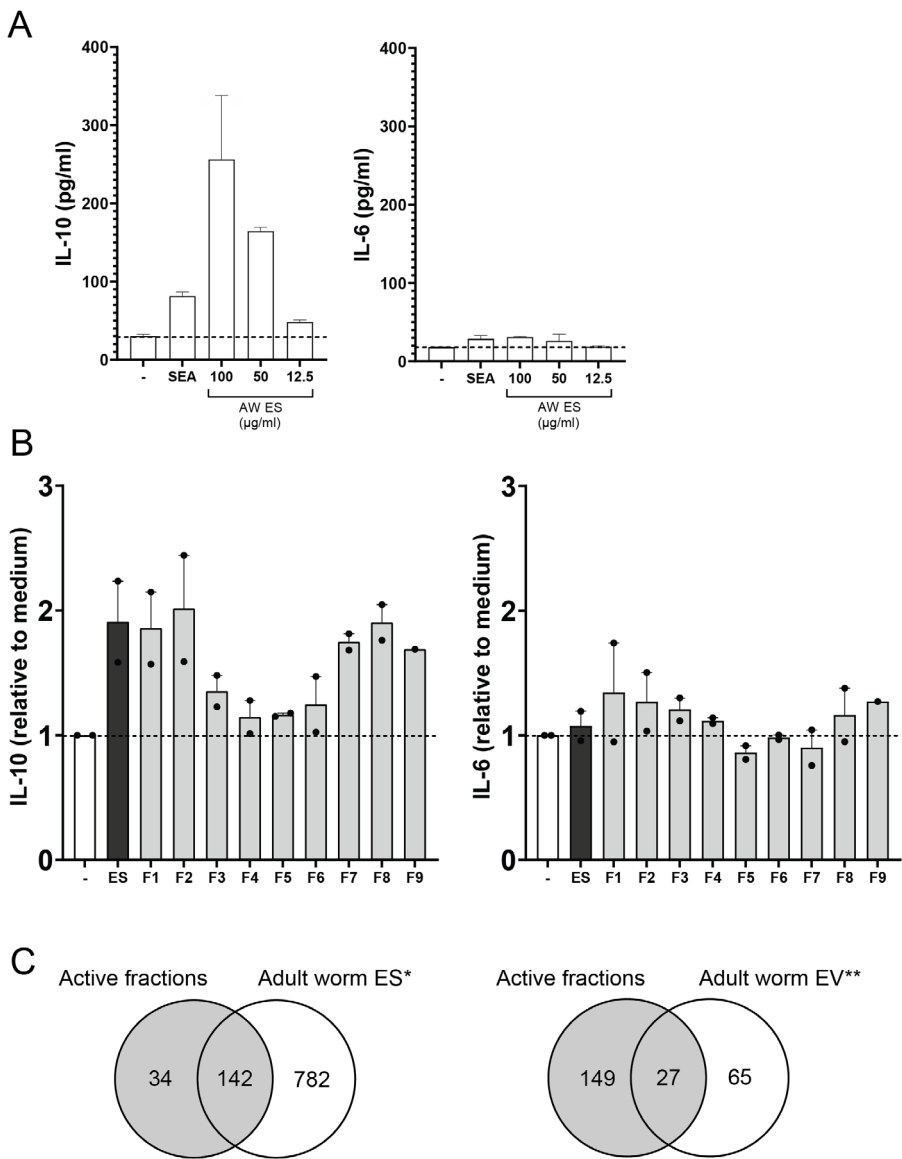 A
IL-10 (pg/ml)
400
300
200
100
0
-
SEA
100
50
12.5
AW ES
(µg/ml)
IL-6 (pg/ml)
400
300
200
100
0
-
SEA
100
50
12.5
AW ES
(µg/ml)
B
IL-10 (relative to medium)
3
2
1
0
-
ES
F1
F2
F3
F4
F5
F6
F7
F8
F9
IL-6 (relative to medium)
3
2
1
0
-
ES
F1
F2
F3
F4
F5
F6
F7
F8
F9
C
Active fractions
Adult worm ES*
34
142
782
Active fractions
Adult worm EV**
149
27
65